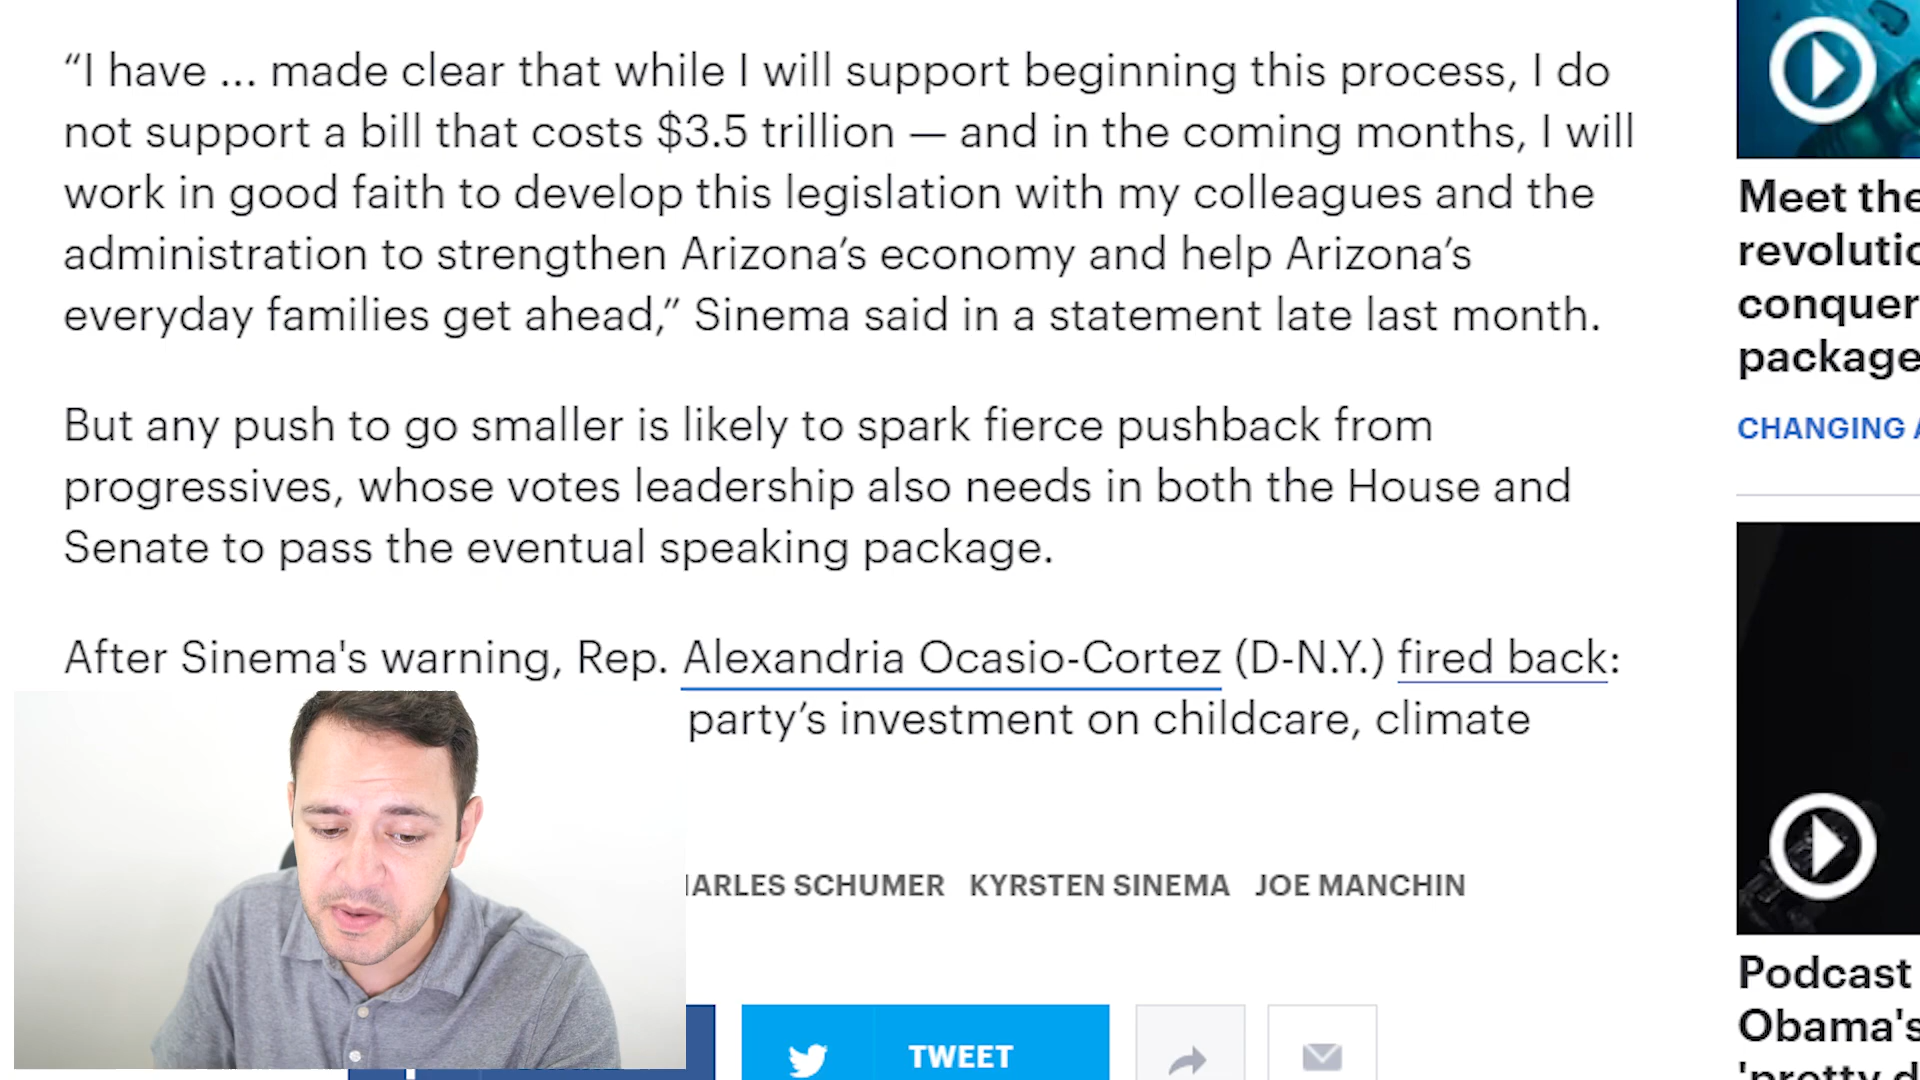 “I have ... made clear that while I will support beginning this process, I do
not support a bill that costs $3.5 trillion — and in the coming months, I will
work in good faith to develop this legislation with my colleagues and the
administration to strengthen Arizona’s economy and help Arizona’s
everyday families get ahead,” Sinema said in a statement late last month.
But any push to go smaller is likely to spark fierce pushback from
progressives, whose votes leadership also needs in both the House and
Senate to pass the eventual speaking package.
After Sinema's warning, Rep. Alexandria Ocasio-Cortez (D-N.Y.) fired back:
party’s investment on childcare, climate
ARLES SCHUMER KYRSTEN SINEMA JOE MANCHIN
TWEET
Meet the
revolutio
conquer
package
CHANGING A
Podcast
Obama's
'pretty d